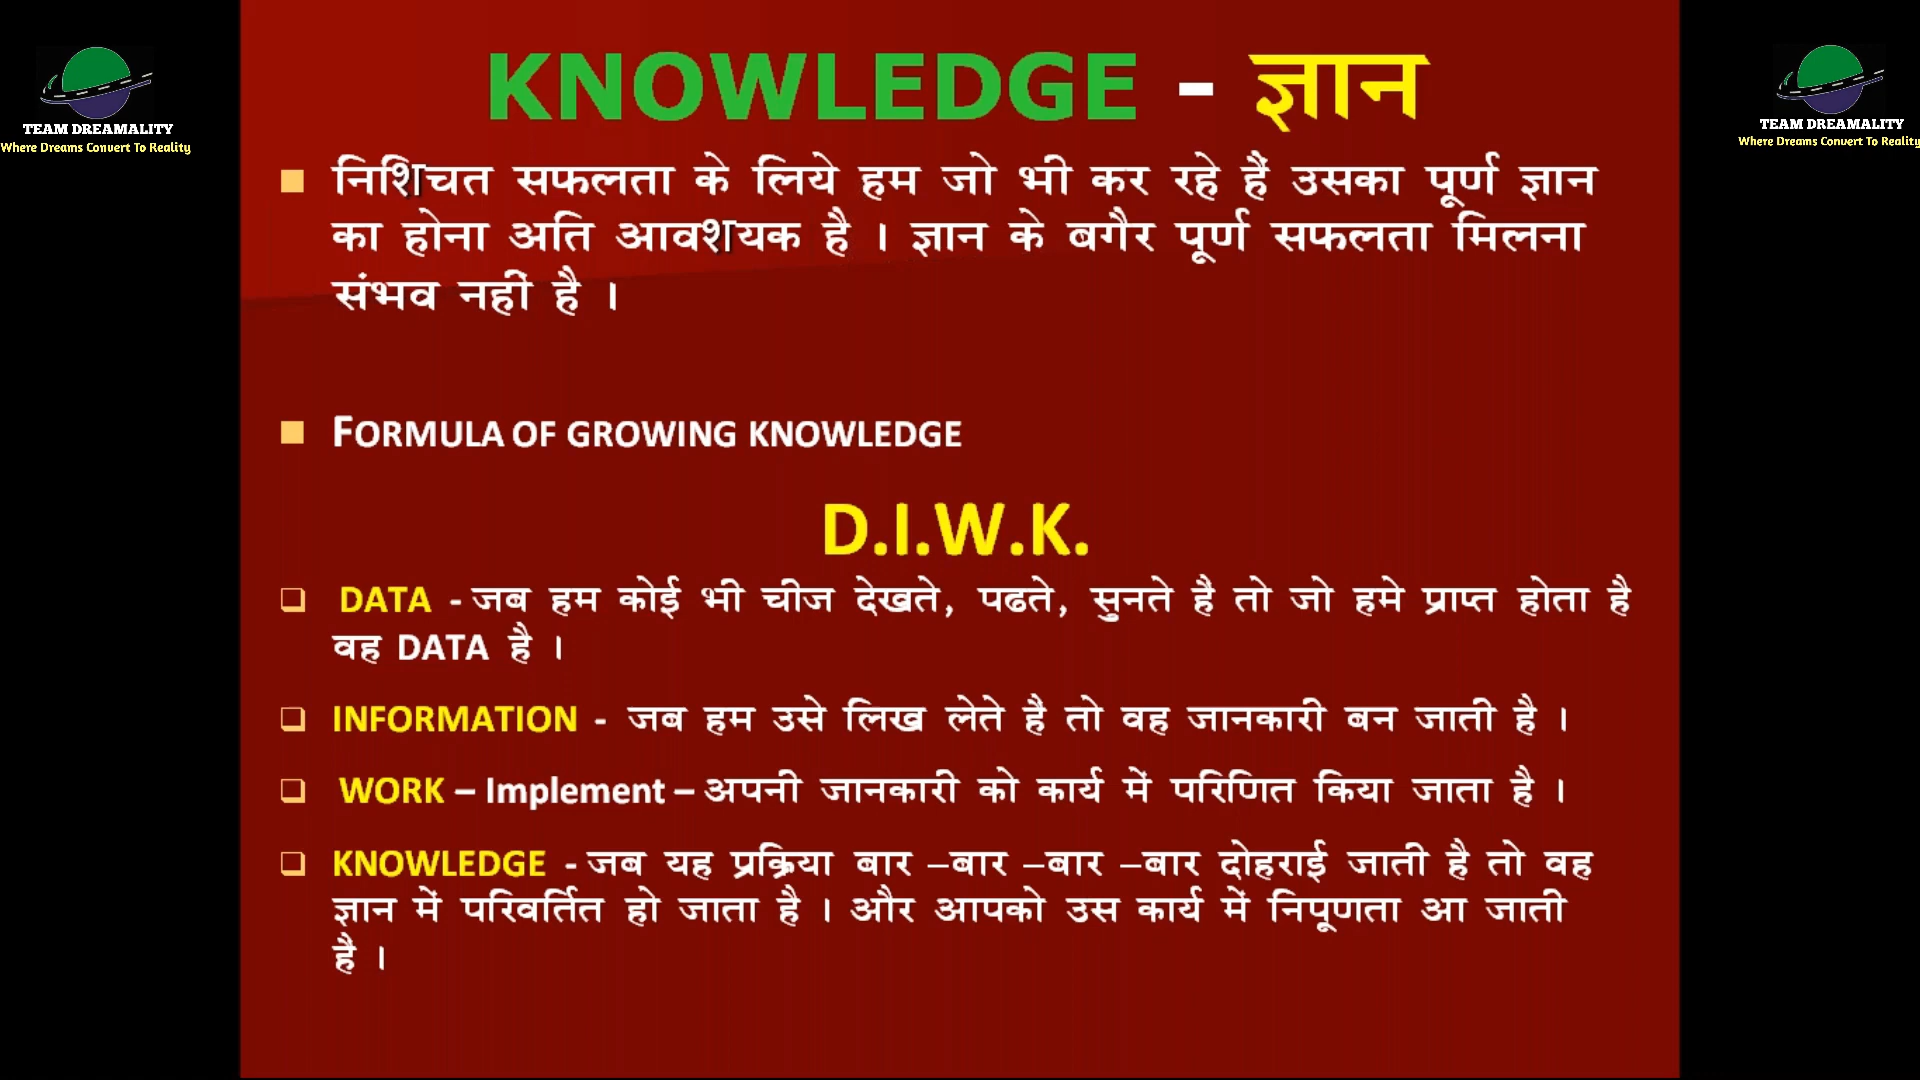 KNOWLEDGE - ज्ञान
TEAM DREAMALITY
Where Dreams Convert To Reality
TEAM DREAMALITY
Where Dreams Convert To Reality
निशिचत सफलता के लिये हम जो भी कर रहे हैं उसका पूर्ण ज्ञान
का होना अति आवशयक है । ज्ञान के बगैर पूर्ण सफलता मिलना
संभव नहीं है ।
FORMULA OF GROWING KNOWLEDGE
D.I.W.K.
DATA - जब हम कोई भी चीज देखते, पढते, सुनते हैं तो जो हमे प्राप्त होता है
वह DATA है ।
INFORMATION - जब हम उसे लिख लेते हैं तो वह जानकारी बन जाती है ।
WORK – Implement – अपनी जानकारी को कार्य में परिणित किया जाता है ।
KNOWLEDGE - जब यह प्रक्रिया बार –बार –बार –बार दोहराई जाती है तो वह
ज्ञान में परिवर्तित हो जाता है । और आपको उस कार्य में निपूणता आ जाती
है ।